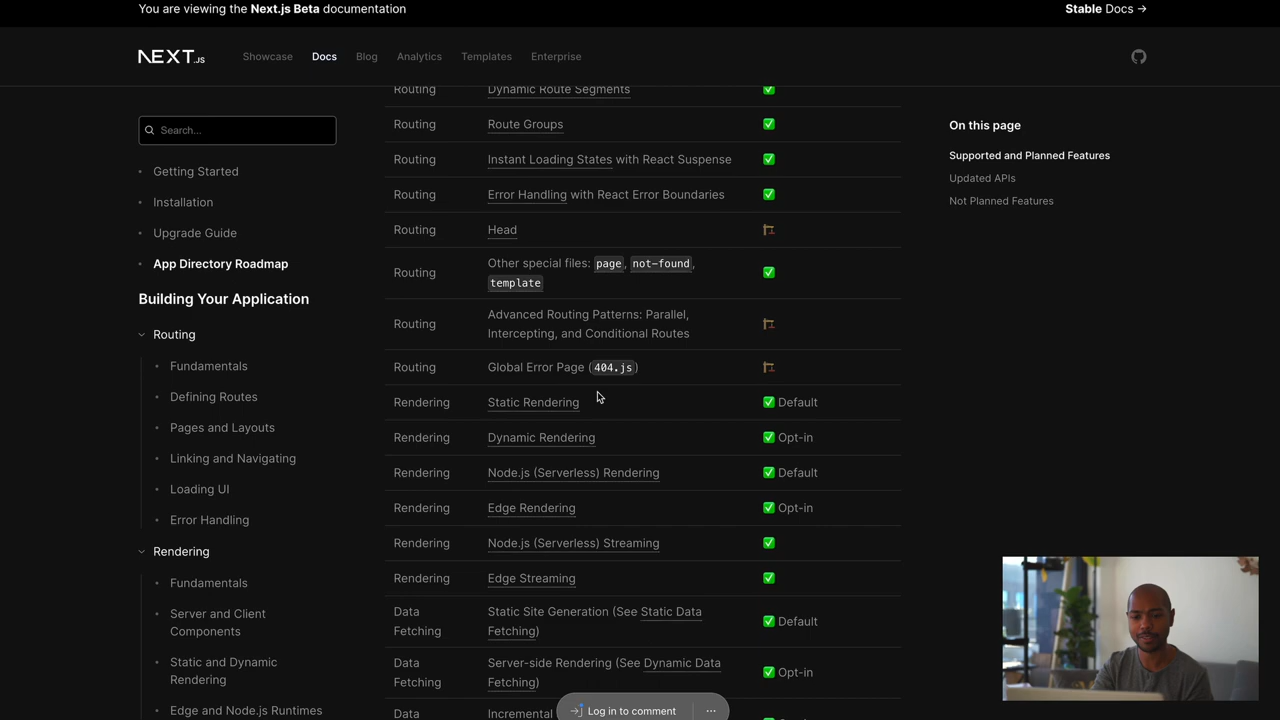 You are viewing the Next.js Beta documentation
Stable Docs →
NEXT.JS
Showcase
Docs
Blog
Analytics
Templates
Enterprise
Search...
Getting Started
Installation
Upgrade Guide
App Directory Roadmap
Building Your Application
Routing
Fundamentals
Defining Routes
Pages and Layouts
Linking and Navigating
Loading UI
Error Handling
Rendering
Fundamentals
Server and Client
Components
Static and Dynamic
Rendering
Edge and Node.js Runtimes
Routing Dynamic Route Segments ✅
Routing Route Groups ✅
Routing Instant Loading States with React Suspense ✅
Routing Error Handling with React Error Boundaries ✅
Routing Head 🏗
Routing Other special files: page, not-found,
template ✅
Routing Advanced Routing Patterns: Parallel,
Intercepting, and Conditional Routes 🏗
Routing Global Error Page (404.js) 🏗
Rendering Static Rendering ✅ Default
Rendering Dynamic Rendering ✅ Opt-in
Rendering Node.js (Serverless) Rendering ✅ Default
Rendering Edge Rendering ✅ Opt-in
Rendering Node.js (Serverless) Streaming ✅
Rendering Edge Streaming ✅
Data Static Site Generation (See Static Data
Fetching Fetching) ✅ Default
Data Server-side Rendering (See Dynamic Data
Fetching Fetching) ✅ Opt-in
Data Incremental
Log in to comment ...
On this page
Supported and Planned Features
Updated APIs
Not Planned Features